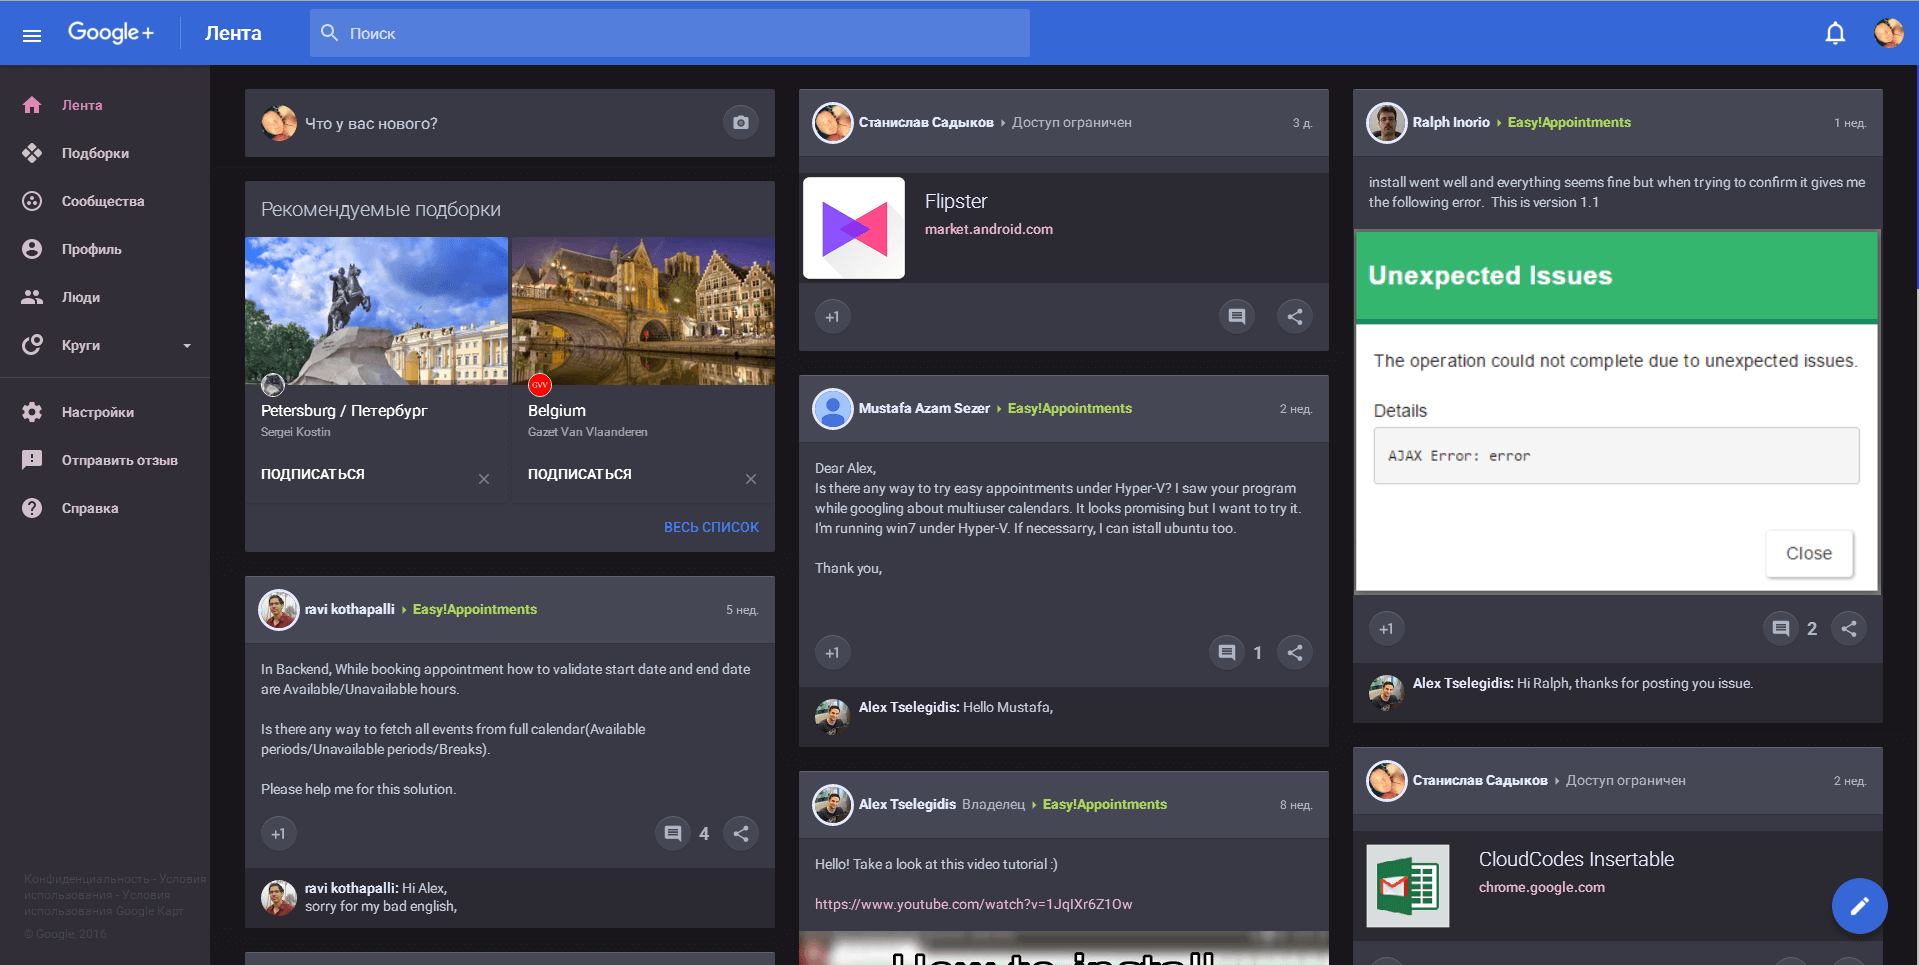 Google+
Лента
Поиск
Лента
Подборки
Сообщества
Профиль
Люди
Круги
Настройки
Отправить отзыв
Справка
Конфиденциальность - Условия
использования - Условия
использования Google Карт
© Google, 2016
Что у вас нового?
Рекомендуемые подборки
GVV
Petersburg / Петербург
Sergei Kostin
ПОДПИСАТЬСЯ
Belgium
Gazet Van Vlaanderen
ПОДПИСАТЬСЯ
ВЕСЬ СПИСОК
ravi kothapalli Easy!Appointments 5 нед.
In Backend, While booking appointment how to validate start date and end date
are Available/Unavailable hours.
Is there any way to fetch all events from full calendar(Available
periods/Unavailable periods/Breaks).
Please help me for this solution.
+1
4
ravi kothapalli: Hi Alex,
sorry for my bad english,
Станислав Садыков Доступ ограничен 3 д.
Flipster
market.android.com
+1
Mustafa Azam Sezer Easy!Appointments 2 нед.
Dear Alex,
Is there any way to try easy appointments under Hyper-V? I saw your program
while googling about multiuser calendars. It looks promising but I want to try it.
I'm running win7 under Hyper-V. If necessarry, I can istall ubuntu too.
Thank you,
+1
1
Alex Tselegidis: Hello Mustafa,
Alex Tselegidis Владелец Easy!Appointments 8 нед.
Hello! Take a look at this video tutorial :)
https://www.youtube.com/watch?v=1JqIXr6Z1Ow
How to install
Ralph Inorio Easy!Appointments 1 нед.
install went well and everything seems fine but when trying to confirm it gives me
the following error. This is version 1.1
Unexpected Issues
The operation could not complete due to unexpected issues.
Details
AJAX Error: error
Close
+1
2
Alex Tselegidis: Hi Ralph, thanks for posting you issue.
Станислав Садыков Доступ ограничен 2 нед.
CloudCodes Insertable
chrome.google.com